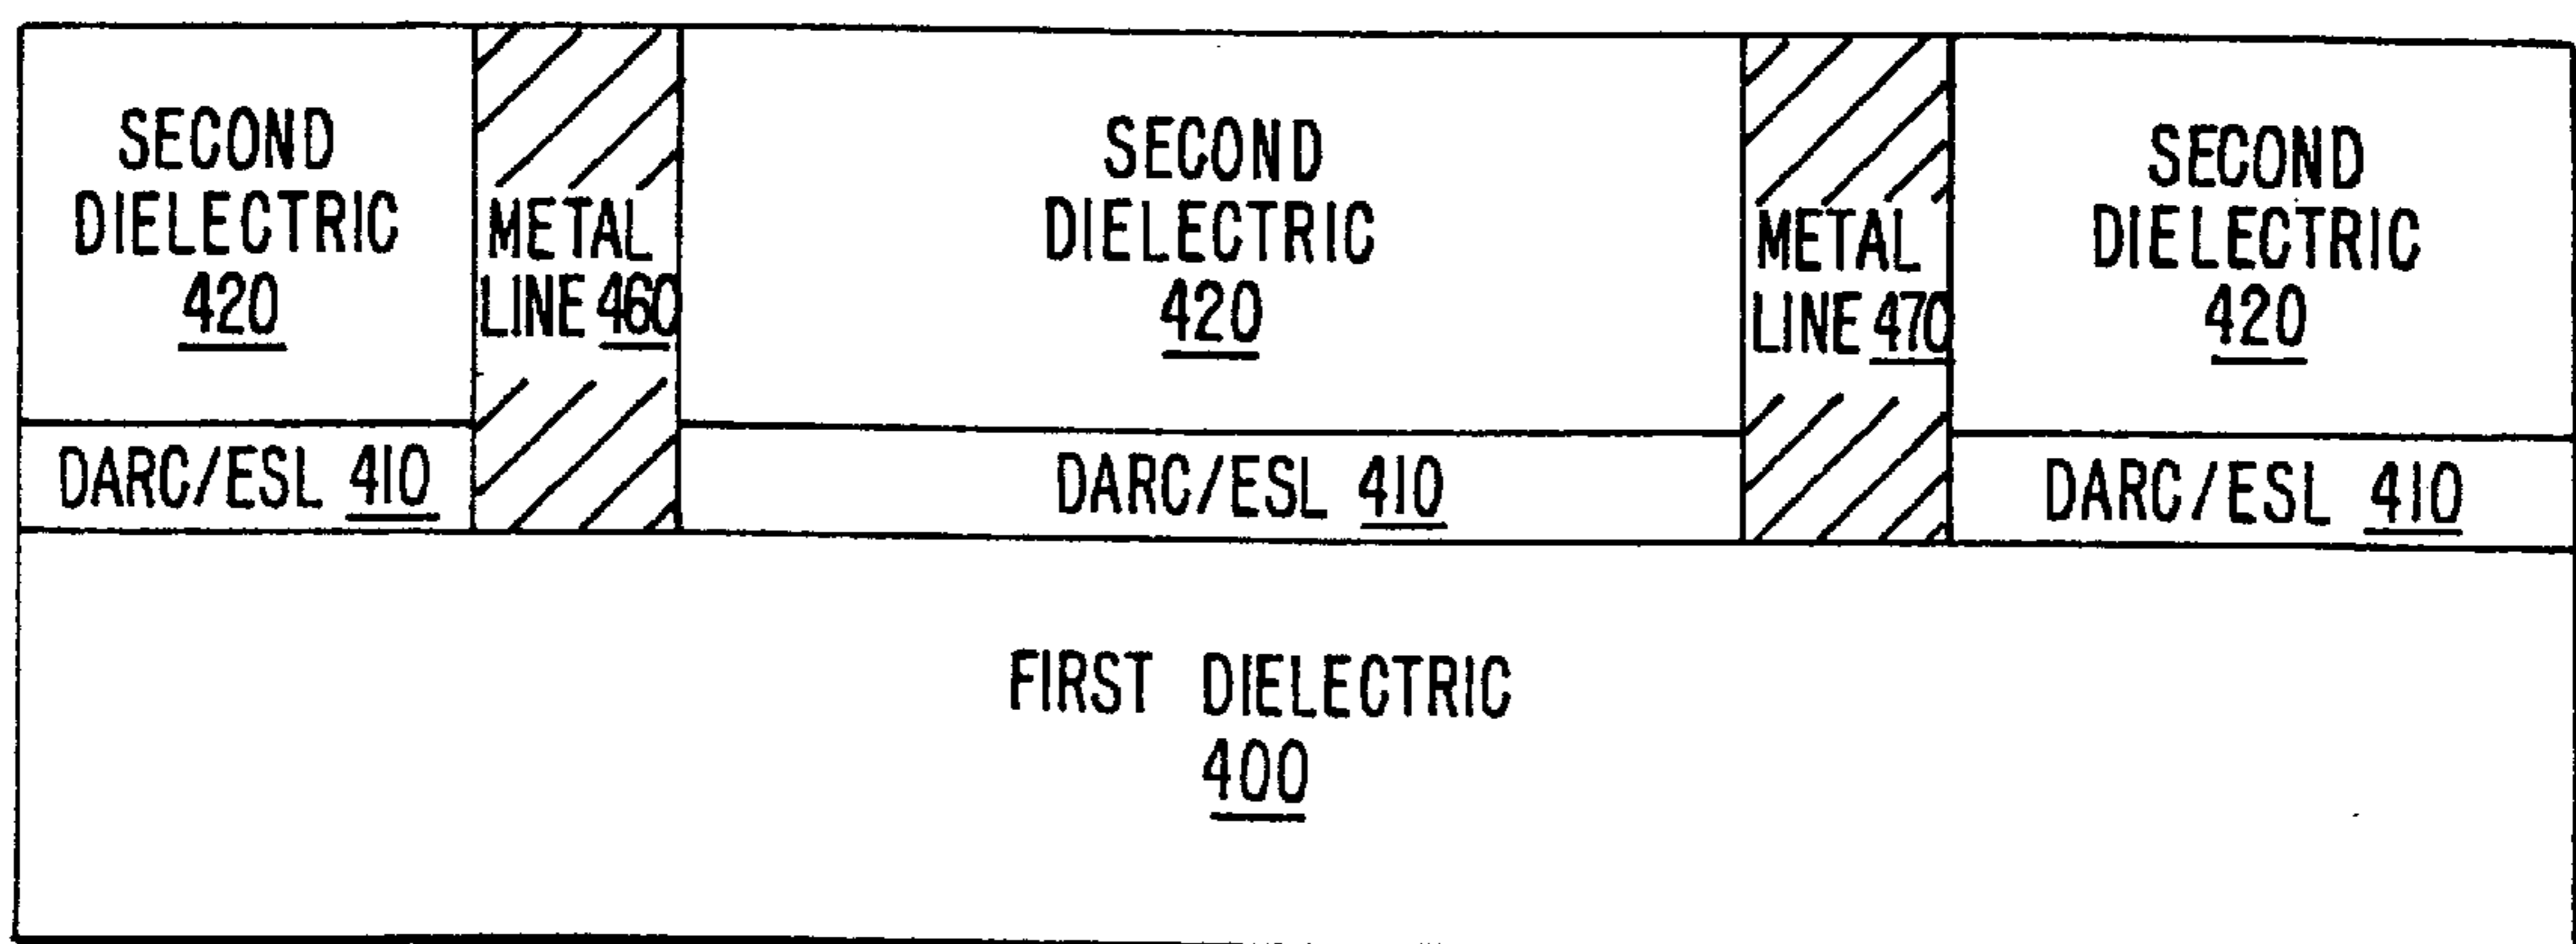 SECOND
DIELECTRIC
420
METAL
LINE 460
SECOND
DIELECTRIC
420
METAL
LINE 470
SECOND
DIELECTRIC
420
DARC/ESL 410
DARC/ESL 410
DARC/ESL 410
FIRST DIELECTRIC
400